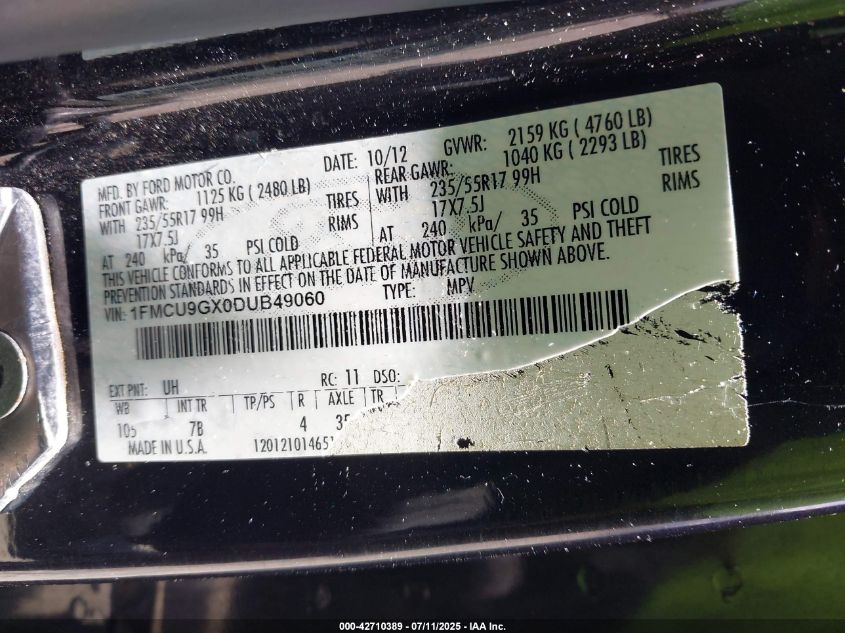 MFD. BY FORD MOTOR CO.
DATE: 10/12
GVWR: 2159 KG ( 4760 LB)
FRONT GAWR: 1125 KG ( 2480 LB)
REAR GAWR: 1040 KG ( 2293 LB)
WITH 235/55R17 99H TIRES
WITH 235/55R17 99H TIRES
17X7.5J RIMS
17X7.5J RIMS
AT 240 kPa/ 35 PSI COLD
AT 240 kPa/ 35 PSI COLD
THIS VEHICLE CONFORMS TO ALL APPLICABLE FEDERAL MOTOR VEHICLE SAFETY AND THEFT
PREVENTION STANDARDS IN EFFECT ON THE DATE OF MANUFACTURE SHOWN ABOVE.
VIN: 1FMCU9GX0DUB49060
TYPE: MPV
EXT PNT: UH RC: 11 DSO:
WB INT TR TP/PS R AXLE TR
105 7B 4 35
MADE IN U.S.A. 12012101465
000-42710389 - 07/11/2025 - IAA Inc.